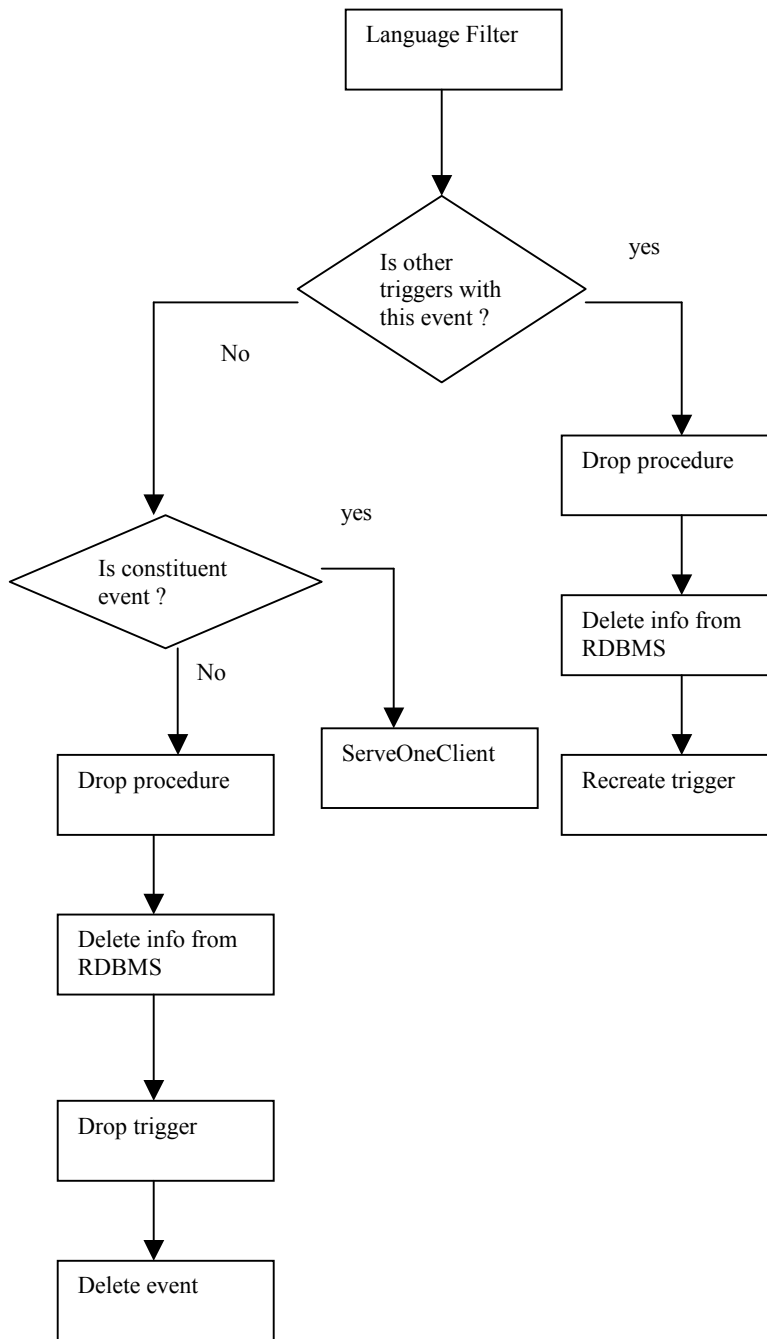 Language Filter
Is other
triggers with
this event ?
yes
No
Drop procedure
Is constituent
event ?
yes
Delete info from
RDBMS
No
Drop procedure
ServeOneClient
Recreate trigger
Delete info from
RDBMS
Drop trigger
Delete event